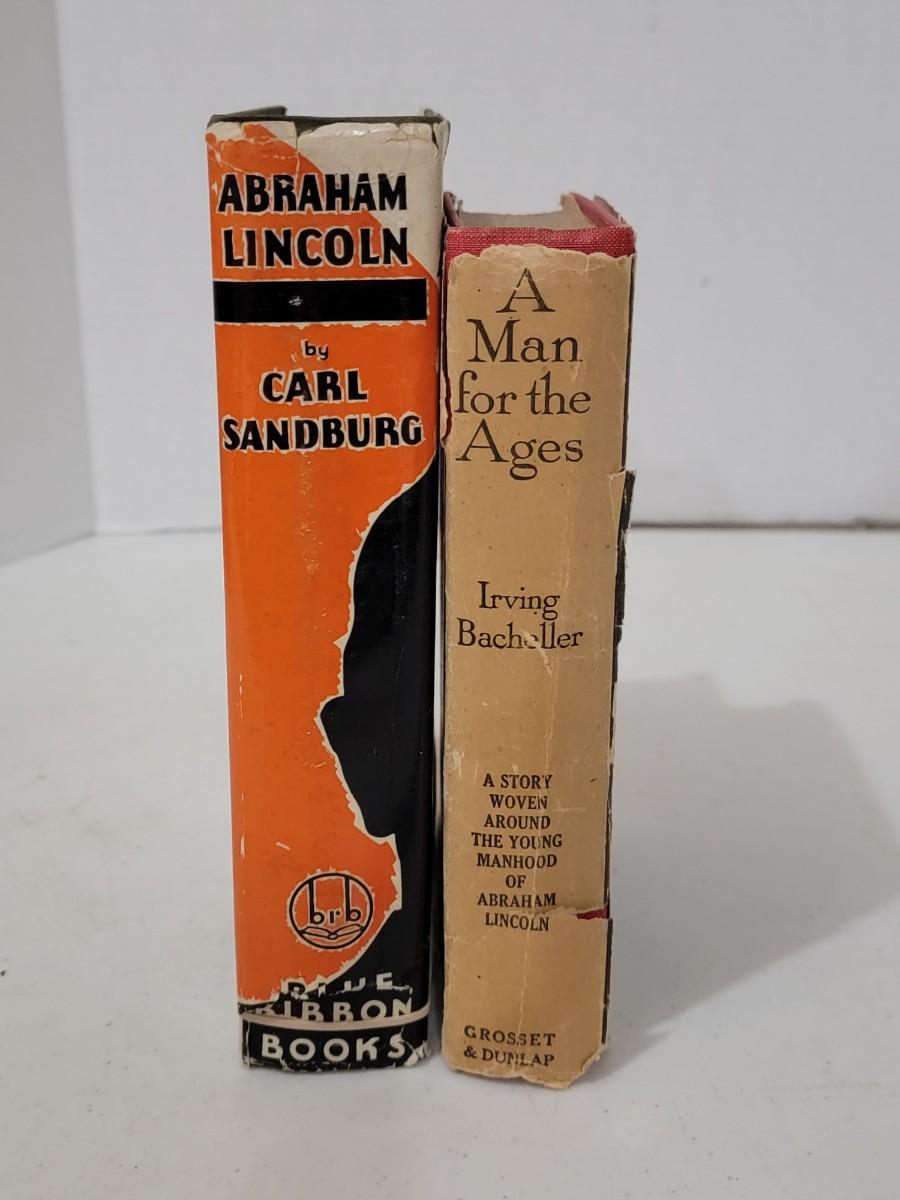 ABRAHAM
LINCOLN
by
CARL
SANDBURG
brb
BLUE
RIBBON
BOOKS
A
Man
for the
Ages
Irving
Bacheller
A STORY
WOVEN
AROUND
THE YOUNG
MANHOOD
OF
ABRAHAM
LINCOLN
GROSSET
& DUNLAP